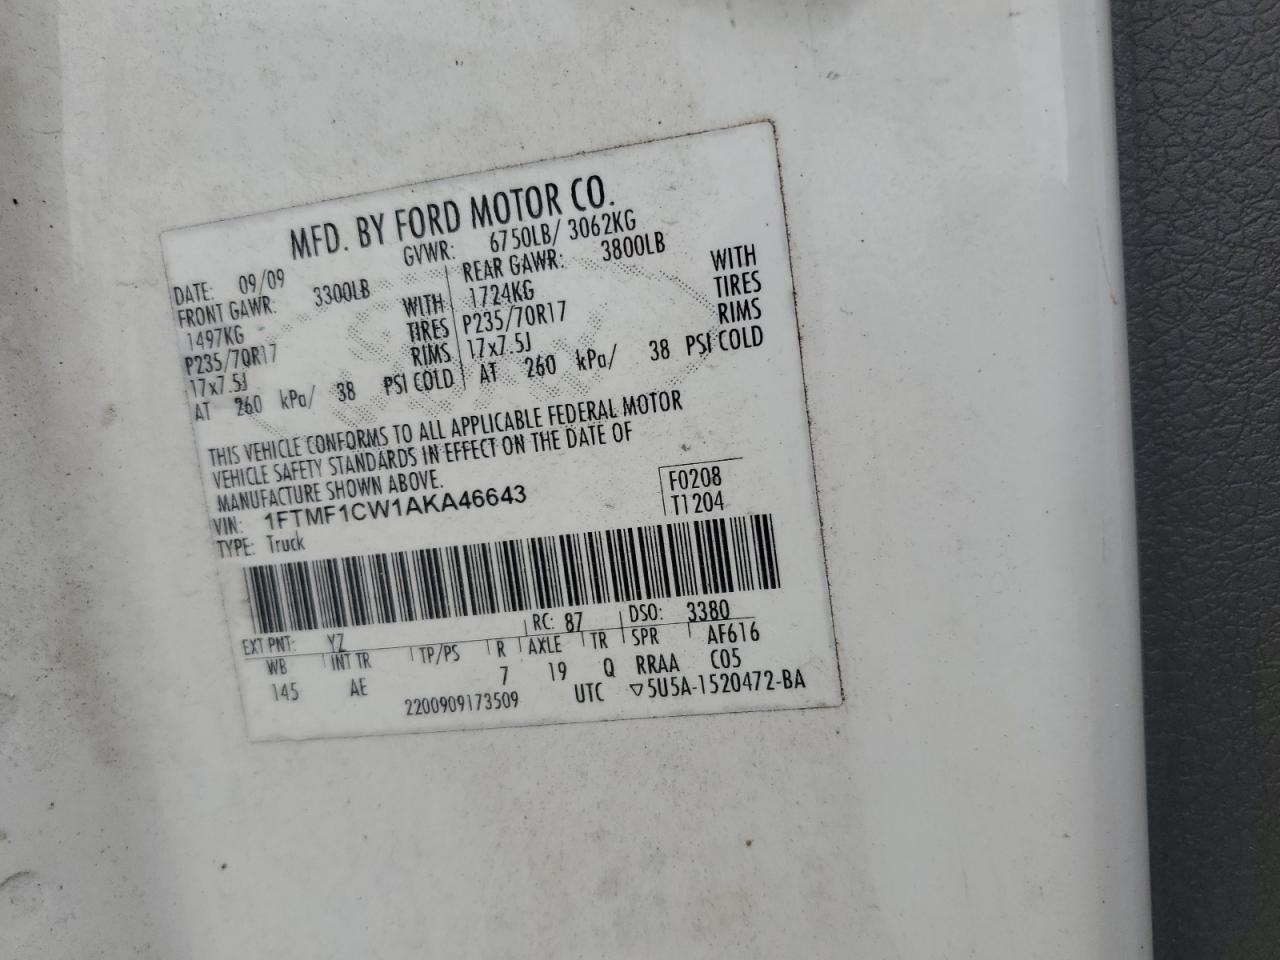 MFD. BY FORD MOTOR CO.
DATE: 09/09 GVWR: 6750LB/ 3062KG
FRONT GAWR: 3300LB REAR GAWR: 3800LB
1497KG WITH 1724KG WITH
P235/70R17 TIRES P235/70R17 TIRES
17x7.5J RIMS 17x7.5J RIMS
AT 260 kPa/ 38 PSI COLD AT 260 kPa/ 38 PSI COLD
THIS VEHICLE CONFORMS TO ALL APPLICABLE FEDERAL MOTOR
VEHICLE SAFETY STANDARDS IN EFFECT ON THE DATE OF
MANUFACTURE SHOWN ABOVE.
VIN: 1FTMF1CW1AKA46643 F0208
TYPE: Truck T1204
EXT PNT: YZ RC: 87 DSO: 3380
WB INT TR TP/PS R AXLE TR SPR AF616
145 AE 7 19 Q RRAA C05
2200909173509 UTC ▽5U5A-1520472-BA